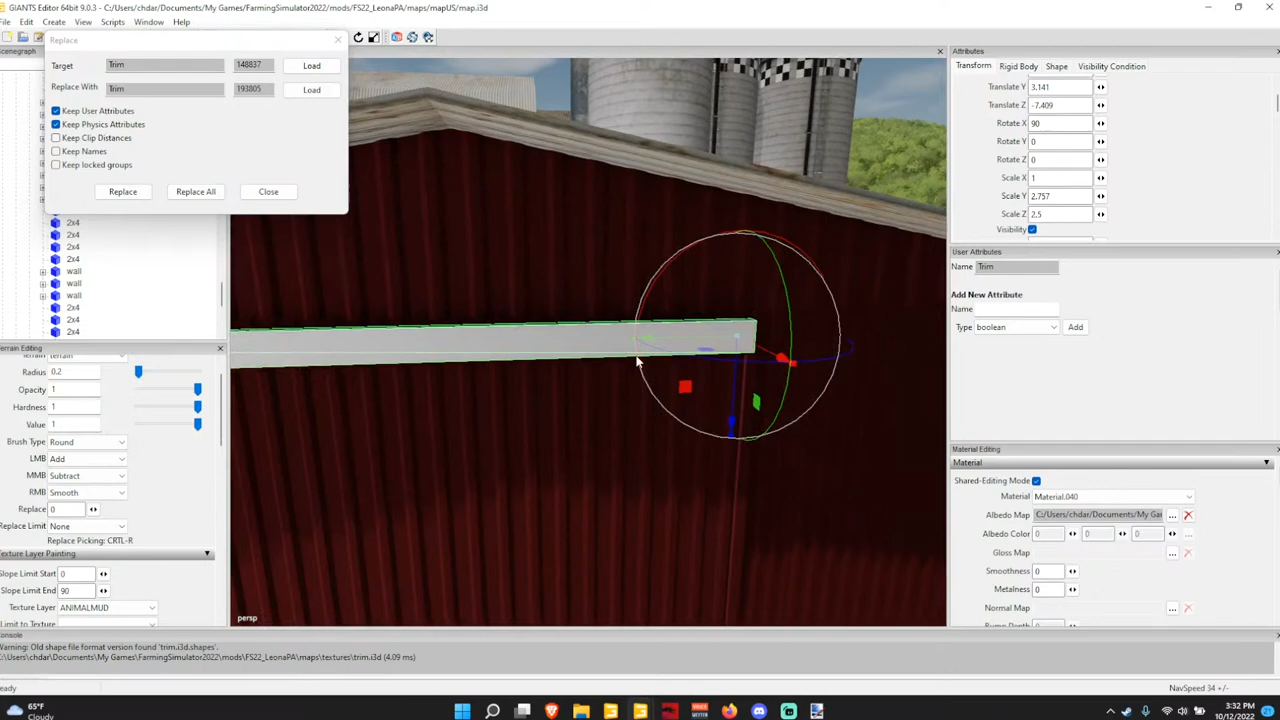 GIANTS Editor 64bit 9.0.3 - C:/Users/chdar/Documents/My Games/FarmingSimulator2022/mods/FS22_LeonaPA/maps/mapUS/map.i3d
File Edit Create View Scripts Window Help
Scenegraph
Replace
Target Trim 148837 Load
Replace With Trim 193805 Load
Keep User Attributes
Keep Physics Attributes
Keep Clip Distances
Keep Names
Keep locked groups
Replace Replace All Close
2x4
2x4
2x4
2x4
wall
wall
wall
2x4
2x4
2x4
Terrain Editing
Terrain terrain
Radius 0.2
Opacity 1
Hardness 1
Value 1
Brush Type Round
LMB Add
MMB Subtract
RMB Smooth
Replace 0
Replace Limit None
Replace Picking: CRTL-R
Texture Layer Painting
Slope Limit Start 0
Slope Limit End 90
Texture Layer ANIMALMUD
Limit to Texture
persp
Attributes
Transform Rigid Body Shape Visibility Condition
Translate Y 3.141
Translate Z -7.409
Rotate X 90
Rotate Y 0
Rotate Z 0
Scale X 1
Scale Y 2.757
Scale Z 2.5
Visibility
User Attributes
Name Trim
Add New Attribute
Name
Type boolean Add
Material Editing
Material
Shared-Editing Mode
Material Material.040
Albedo Map C:/Users/chdar/Documents/My Gar ...
Albedo Color 0 0 0 ...
Gloss Map ...
Smoothness 0
Metalness 0
Normal Map ...
Bump Depth
Console
Warning: Old shape file format version found 'trim.i3d.shapes'.
C:\Users\chdar\Documents\My Games\FarmingSimulator2022\mods\FS22_LeonaPA\maps\textures\trim.i3d (4.09 ms)
Ready
NavSpeed 34 +/-
65°F
Cloudy
3:32 PM
10/12/2022